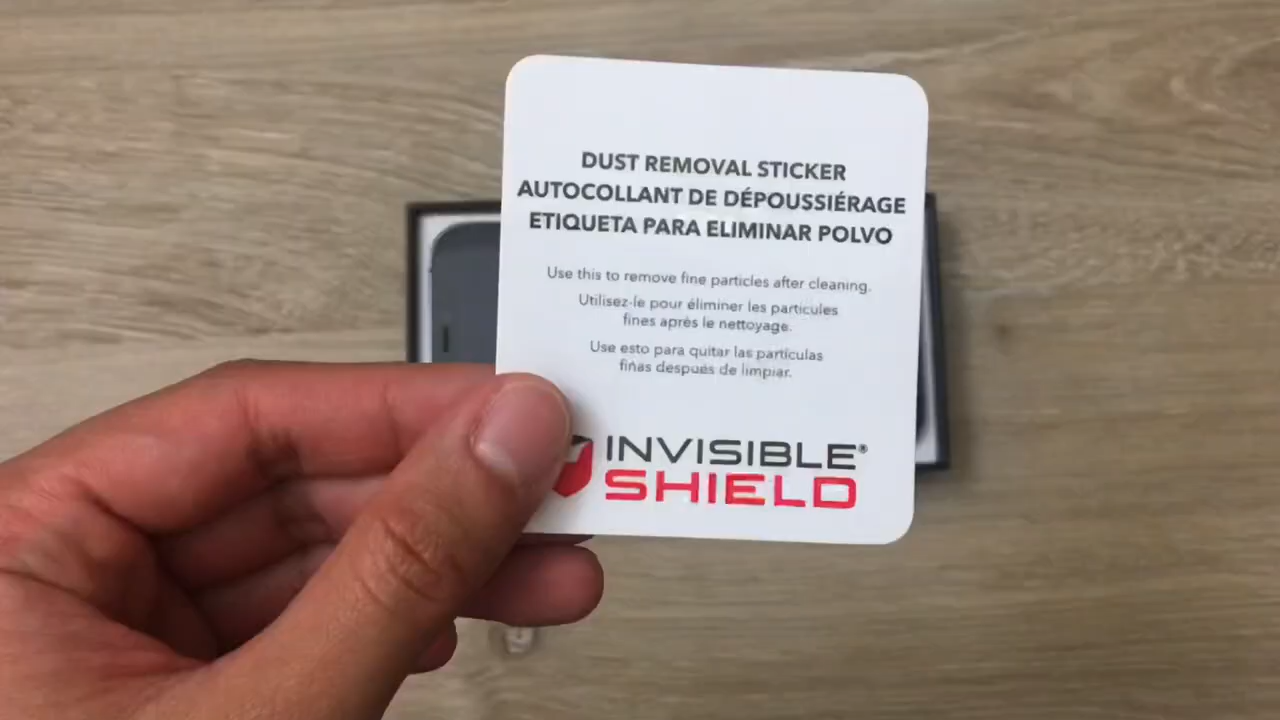 DUST REMOVAL STICKER
AUTOCOLLANT DE DÉPOUSSIÉRAGE
ETIQUETA PARA ELIMINAR POLVO
Use this to remove fine particles after cleaning.
Utilisez-le pour éliminer les particules
fines après le nettoyage.
Use esto para quitar las partículas
finas después de limpiar.
INVISIBLE®
SHIELD